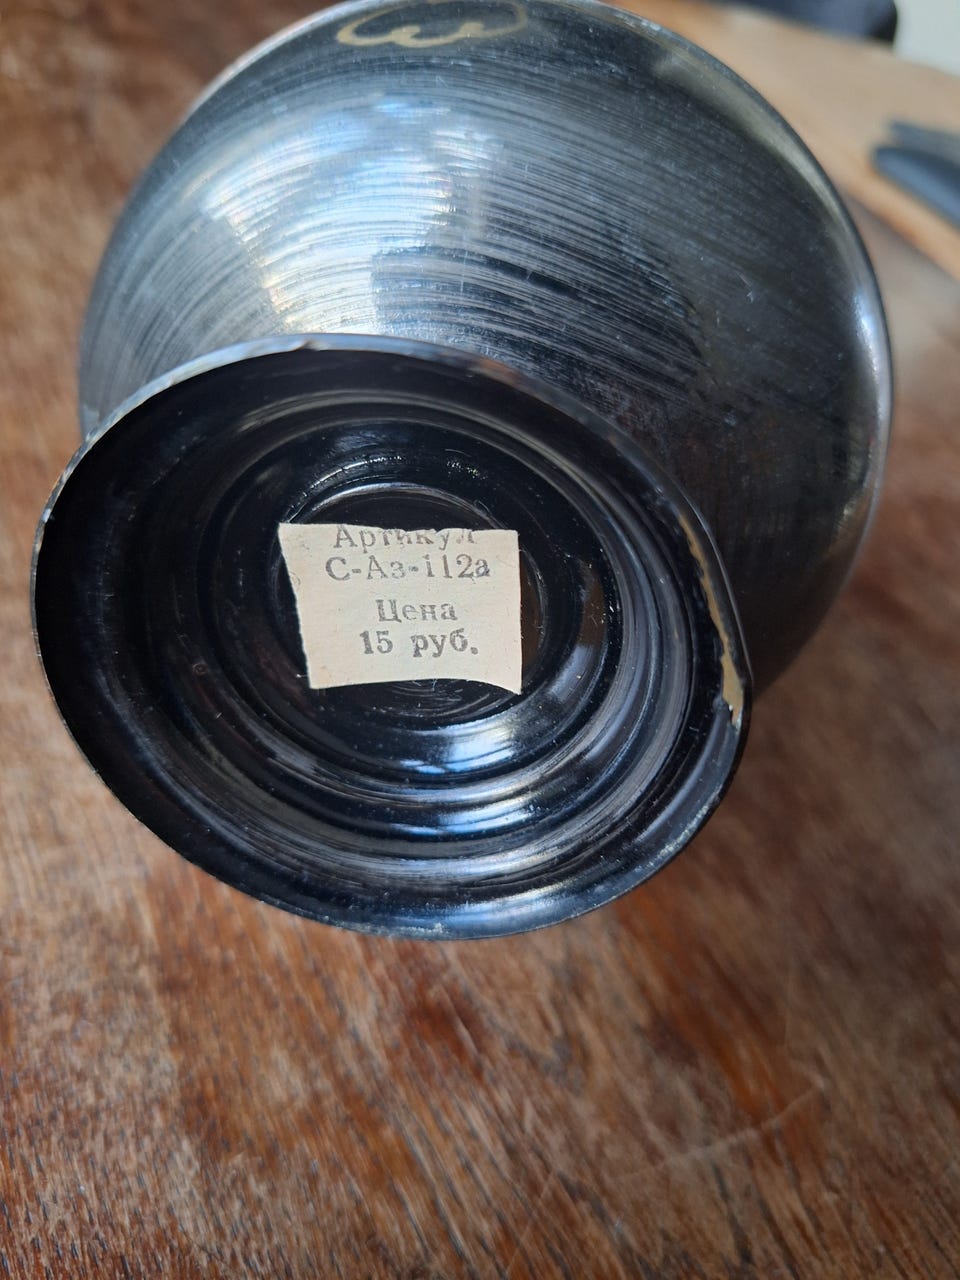 Артикул
С-Аз-112а
Цена
15 руб.